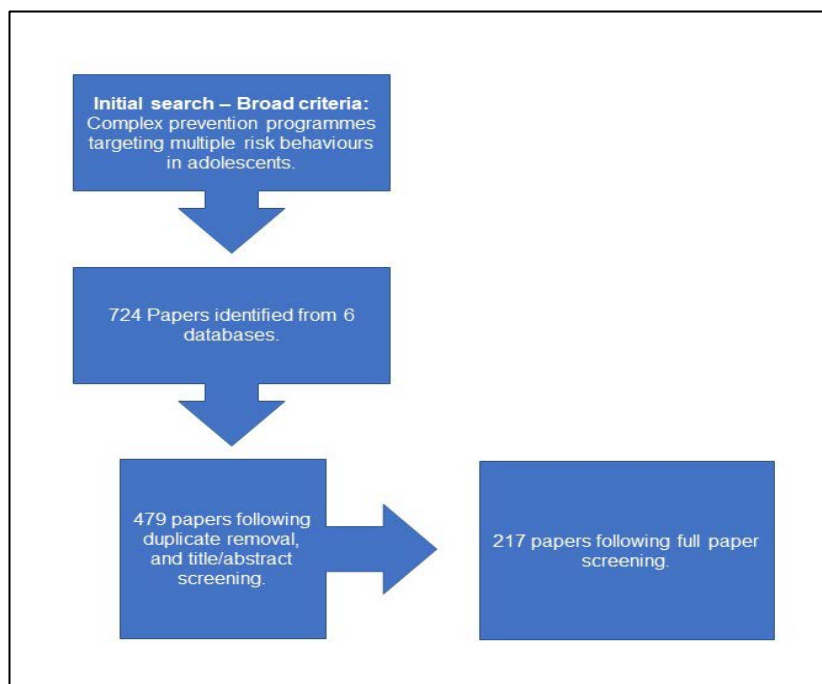 Initial search – Broad criteria:
Complex prevention programmes
targeting multiple risk behaviours
in adolescents.
724 Papers identified from 6
databases.
479 papers following
duplicate removal,
and title/abstract
screening.
217 papers following full paper
screening.